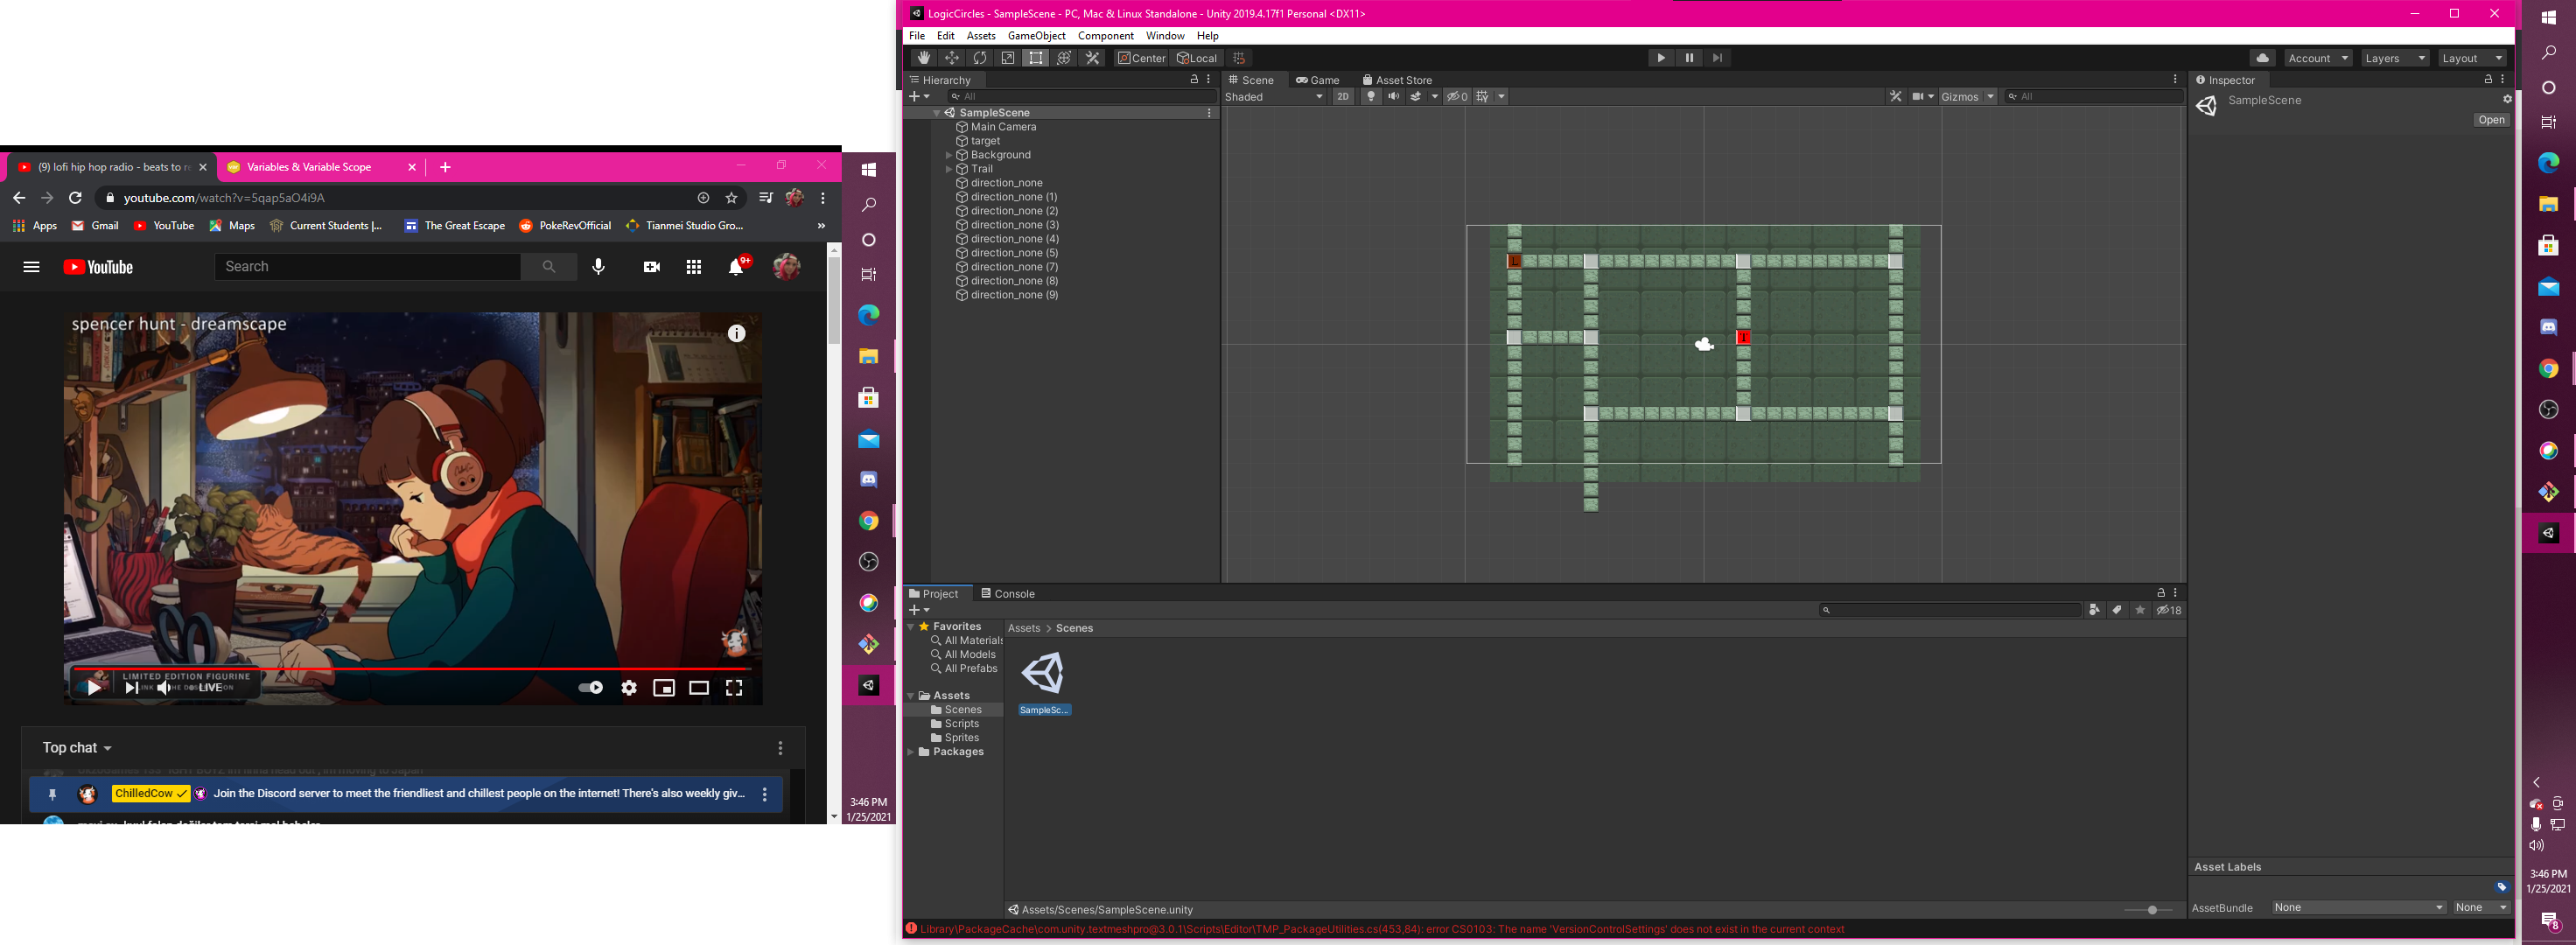 (9) lofi hip hop radio - beats to re
Variables & Variable Scope
youtube.com/watch?v=5qap5aO4i9A
Apps Gmail YouTube Maps Current Students |... The Great Escape PokeRevOfficial Tianmei Studio Gro... »
YouTube
Search
9+
spencer hunt - dreamscape
LIMITED EDITION FIGURINE
LIVE
Top chat
ChilledCow Join the Discord server to meet the friendliest and chillest people on the internet! There's also weekly giv...
3:46 PM
1/25/2021
LogicCircles - SampleScene - PC, Mac & Linux Standalone - Unity 2019.4.17f1 Personal <DX11>
File Edit Assets GameObject Component Window Help
Center Local
Account Layers Layout
Hierarchy
All
SampleScene
Main Camera
target
Background
Trail
direction_none
direction_none (1)
direction_none (2)
direction_none (3)
direction_none (4)
direction_none (5)
direction_none (7)
direction_none (8)
direction_none (9)
Scene Game Asset Store
Shaded 2D 0 Gizmos All
L
T
Inspector
SampleScene
Open
Project Console
18
Favorites
All Materials
All Models
All Prefabs
Assets
Scenes
Scripts
Sprites
Packages
Assets > Scenes
SampleSc...
Assets/Scenes/SampleScene.unity
Asset Labels
AssetBundle None None
Library\PackageCache\com.unity.textmeshpro@3.0.1\Scripts\Editor\TMP_PackageUtilities.cs(453,84): error CS0103: The name 'VersionControlSettings' does not exist in the current context
3:46 PM
1/25/2021
8